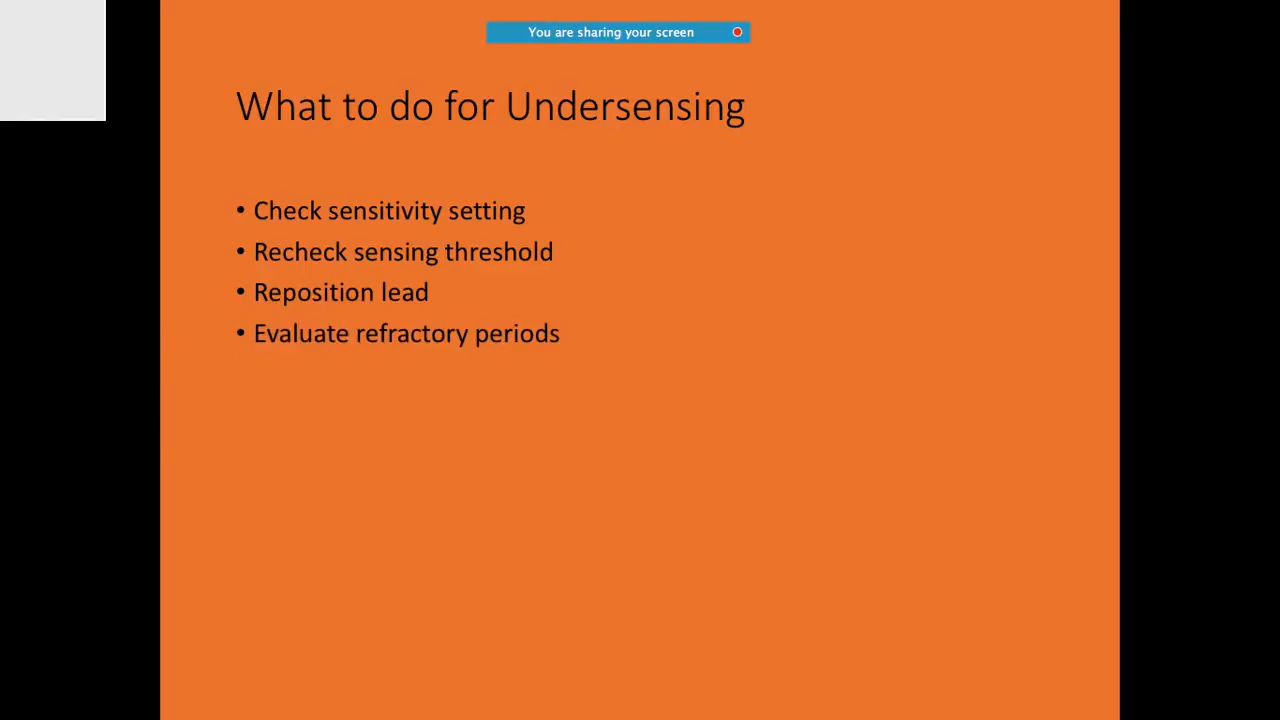 You are sharing your screen
What to do for Undersensing
• Check sensitivity setting
• Recheck sensing threshold
• Reposition lead
• Evaluate refractory periods